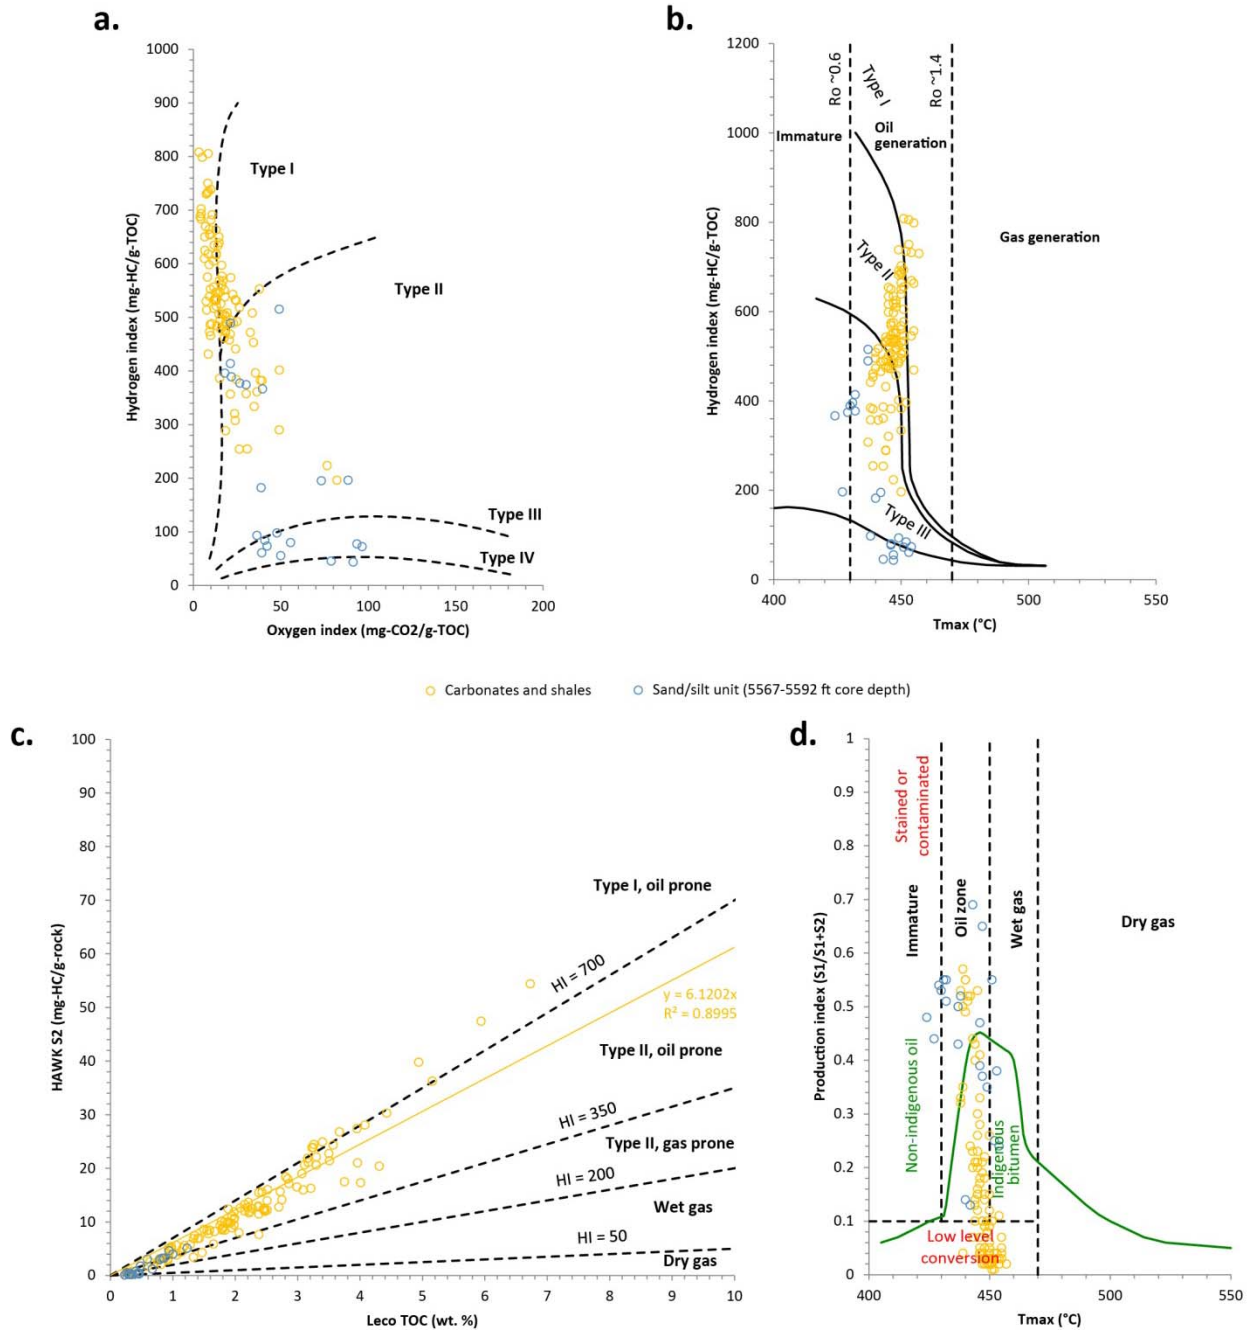 a.
1000
900
800
700
600
500
400
300
200
100
0
0
50
100
150
200
Hydrogen index (mg-HC/g-TOC)
Oxygen index (mg-CO2/g-TOC)
Type I
Type II
Type III
Type IV
b.
1200
1000
800
600
400
200
0
400
450
500
550
Hydrogen index (mg-HC/g-TOC)
Tmax (°C)
Ro ~0.6
Type I
Ro ~1.4
Immature
Oil
generation
Gas generation
Type II
Type III
Carbonates and shales
Sand/silt unit (5567-5592 ft core depth)
c.
100
90
80
70
60
50
40
30
20
10
0
0
1
2
3
4
5
6
7
8
9
10
HAWK S2 (mg-HC/g-rock)
Leco TOC (wt. %)
Type I, oil prone
HI = 700
y = 6.1202x
R² = 0.8995
Type II, oil prone
HI = 350
Type II, gas prone
HI = 200
Wet gas
HI = 50
Dry gas
d.
1
0.9
0.8
0.7
0.6
0.5
0.4
0.3
0.2
0.1
0
400
450
500
550
Production index (S1/S1+S2)
Tmax (°C)
Stained or
contaminated
Immature
Oil zone
Wet gas
Dry gas
Non-indigenous oil
Indigenous
bitumen
Low level
conversion